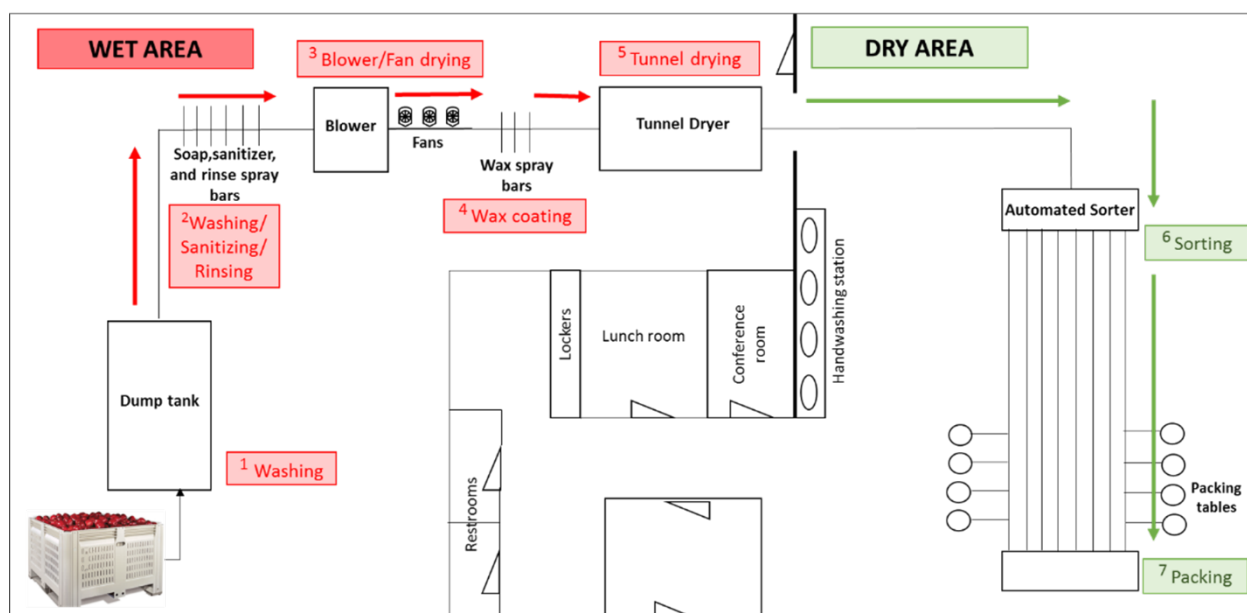 WET AREA
3 Blower/Fan drying
5 Tunnel drying
DRY AREA
Blower
Fans
Tunnel Dryer
Soap,sanitizer,
and rinse spray
bars
Wax spray
bars
2Washing/
Sanitizing/
Rinsing
4 Wax coating
Automated Sorter
6 Sorting
Handwashing station
Lockers
Lunch room
Conference
room
Dump tank
1 Washing
Restrooms
Packing
tables
7 Packing